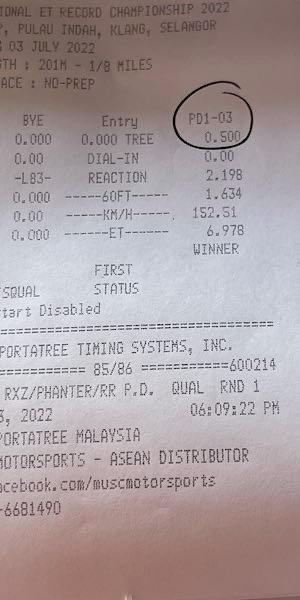 TIONAL ET RECORD CHAMPIONSHIP 2022
P, PULAU INDAH, KLANG, SELANGOR
03 JULY 2022
GTH : 201M - 1/8 MILES
FACE : NO-PREP
BYE Entry PD1-03
0.000 0.000 TREE 0.500
0.00 DIAL-IN 0.00
-L83- REACTION 2.198
0.000 -----60FT----- 1.634
0.00 -----KM/H-----. 152.51
0.000 ------ET------ 6.978
WINNER
FIRST
SQUAL STATUS
tart Disabled
===================================
PORTATREE TIMING SYSTEMS, INC.
=========== 85/86 ===========600214
RXZ/PHANTER/RR P.D. QUAL RND 1
3, 2022 06:09:22 PM
PORTATREE MALAYSIA
MOTORSPORTS - ASEAN DISTRIBUTOR
acebook.com/muscmotorsports
-6681490